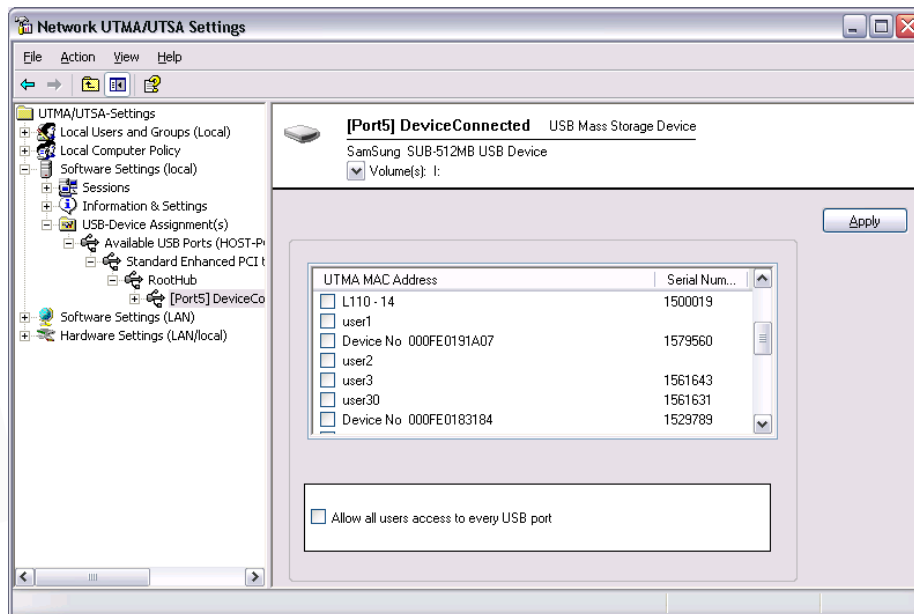 Network UTMA/UTSA Settings
File Action View Help
UTMA/UTSA-Settings
Local Users and Groups (Local)
Local Computer Policy
Software Settings (local)
Sessions
Information & Settings
USB-Device Assignment(s)
Available USB Ports (HOST-P
Standard Enhanced PCI t
RootHub
[Port5] DeviceCo
Software Settings (LAN)
Hardware Settings (LAN/local)
[Port5] DeviceConnected USB Mass Storage Device
SamSung SUB-512MB USB Device
Volume(s): I:
Apply
UTMA MAC Address Serial Num...
L110 - 14 1500019
user1
Device No 000FE0191A07 1579560
user2
user3 1561643
user30 1561631
Device No 000FE0183184 1529789
Allow all users access to every USB port